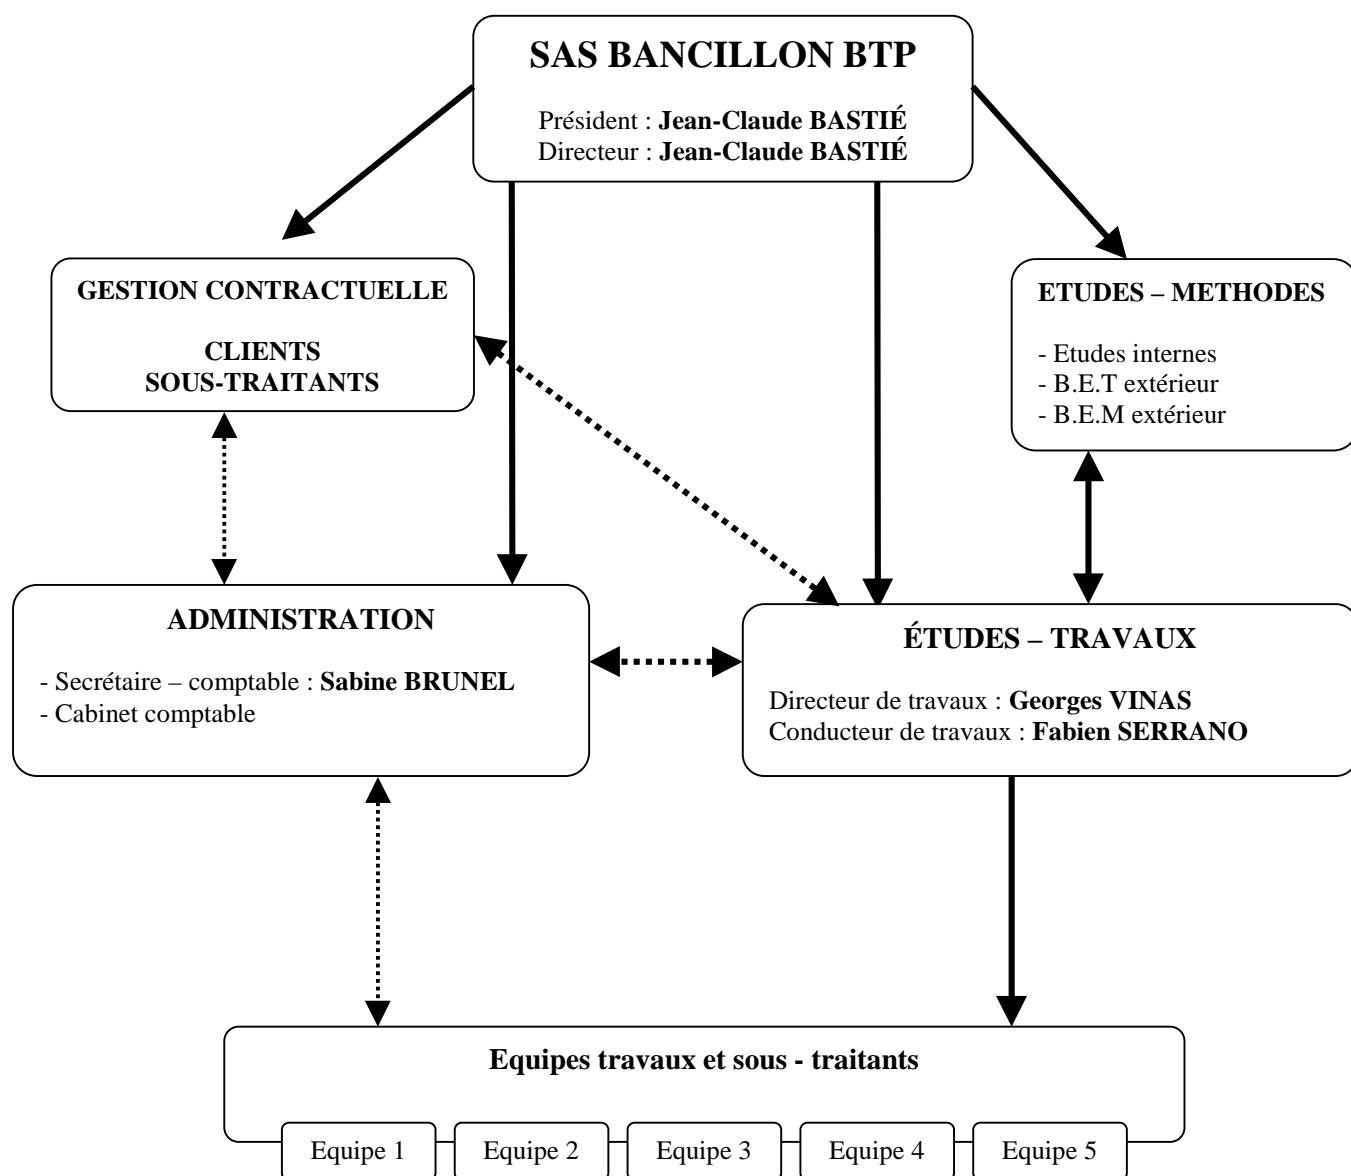 SAS BANCILLON BTP
Président : Jean-Claude BASTIÉ
Directeur : Jean-Claude BASTIÉ
GESTION CONTRACTUELLE
CLIENTS
SOUS-TRAITANTS
ETUDES – METHODES
- Etudes internes
- B.E.T extérieur
- B.E.M extérieur
ADMINISTRATION
- Secrétaire – comptable : Sabine BRUNEL
- Cabinet comptable
ÉTUDES – TRAVAUX
Directeur de travaux : Georges VINAS
Conducteur de travaux : Fabien SERRANO
Equipes travaux et sous - traitants
Equipe 1
Equipe 2
Equipe 3
Equipe 4
Equipe 5